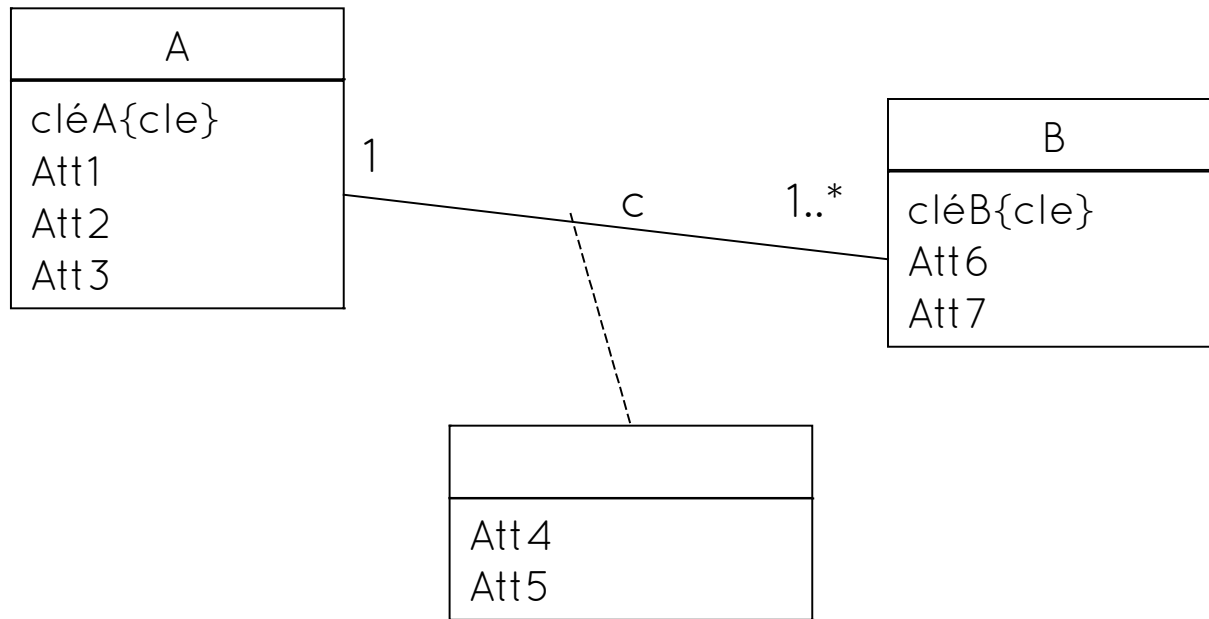 A
cléA{cle}
Att1
Att2
Att3
1
c
1..*
B
cléB{cle}
Att6
Att7
Att4
Att5